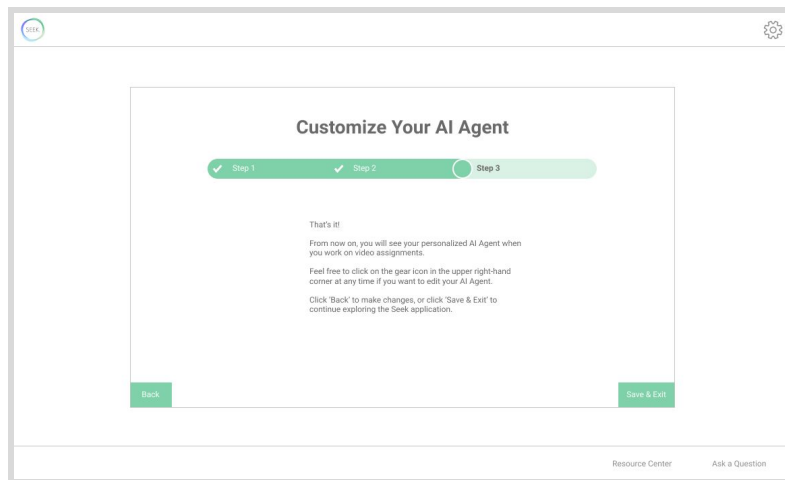 SEEK
Customize Your AI Agent
Step 1
Step 2
Step 3
That's it!
From now on, you will see your personalized AI Agent when
you work on video assignments.
Feel free to click on the gear icon in the upper right-hand
corner at any time if you want to edit your AI Agent.
Click 'Back' to make changes, or click 'Save & Exit' to
continue exploring the Seek application.
Back
Save & Exit
Resource Center
Ask a Question